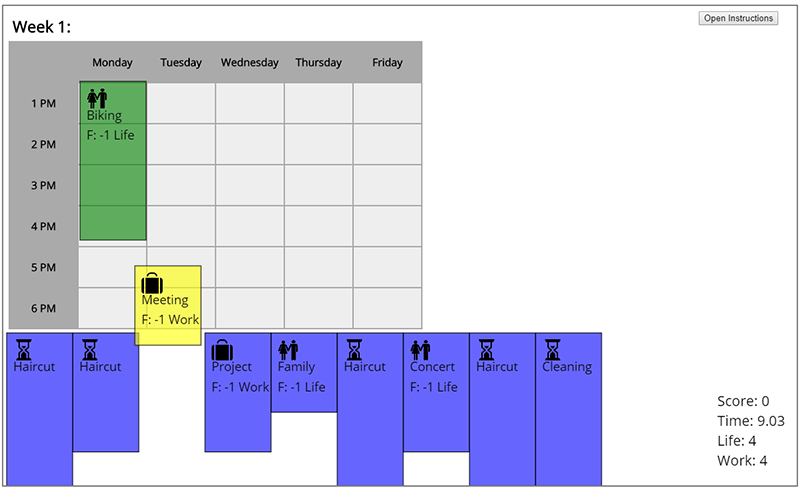 Week 1:
Open Instructions
Monday Tuesday Wednesday Thursday Friday
1 PM
Biking
F: -1 Life
2 PM
3 PM
4 PM
5 PM
6 PM
Meeting
F: -1 Work
Haircut Haircut Project Family Haircut Concert Haircut Cleaning
F: -1 Work F: -1 Life F: -1 Life
Score: 0
Time: 9.03
Life: 4
Work: 4